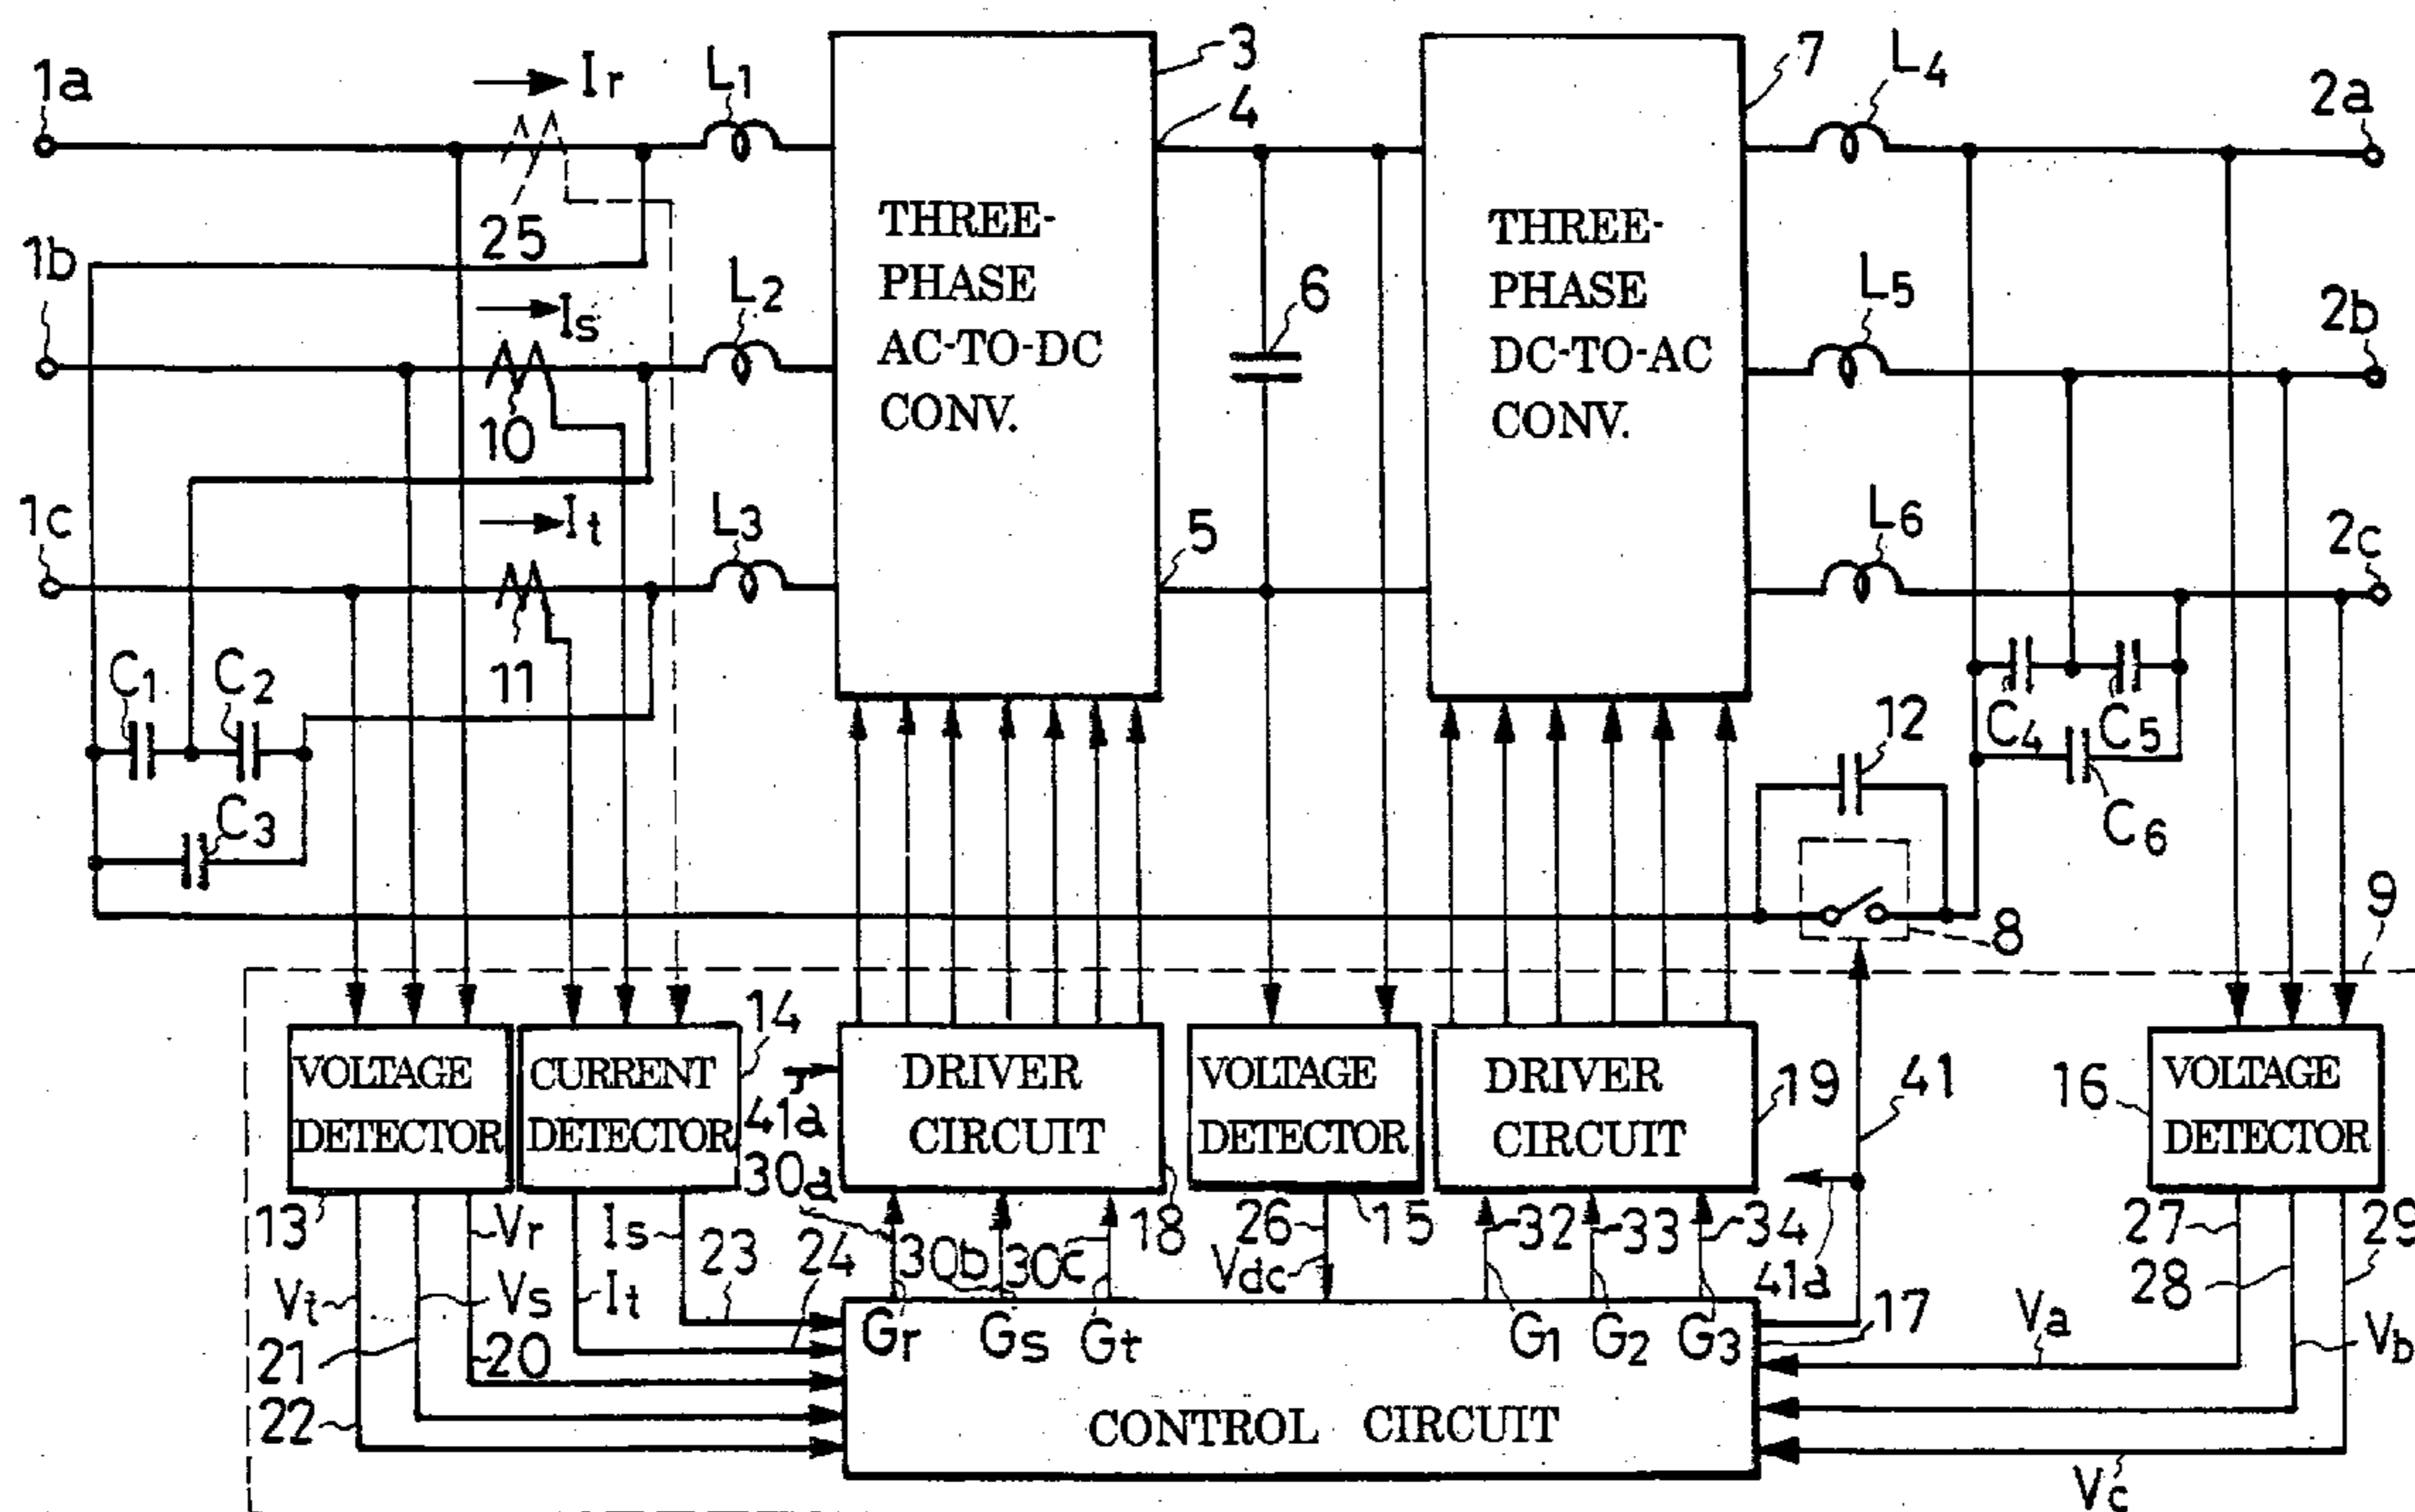 1a
Ir
L1
3
4
7
L4
2a
25
1b
Is
L2
THREE-
PHASE
AC-TO-DC
CONV.
6
THREE-
PHASE
DC-TO-AC
CONV.
L5
2b
10
1c
It
L3
5
L6
2c
11
C1
C2
C3
12
C4
C5
C6
8
9
VOLTAGE
DETECTOR
CURRENT
DETECTOR
14
41a
30a
DRIVER
CIRCUIT
VOLTAGE
DETECTOR
DRIVER
CIRCUIT
19
41
16
VOLTAGE
DETECTOR
13
Vr
Is
23
24
30b
30c
18
26
15
Vdc
32
33
34
41a
27
28
29
Vt
Vs
It
21
20
22
Gr
Gs
Gt
G1
G2
G3
17
Va
Vb
CONTROL CIRCUIT
Vc